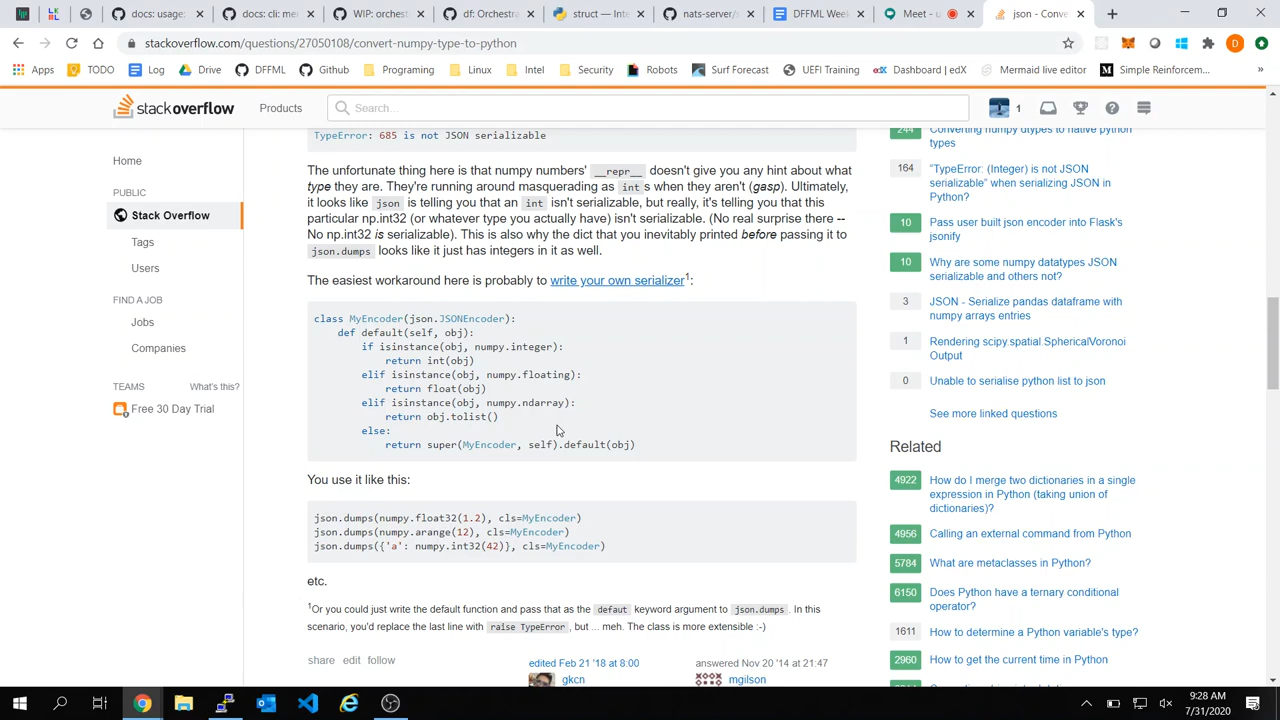 docs: usages
docs: cli: mer
WIP: orchest
df: Orchestra
struct — Inte
nats-server/s
DFFML Week
Meet - u
json - Conve
stackoverflow.com/questions/27050108/convert-numpy-type-to-python
D
Apps
TODO
Log
Drive
DFFML
Github
Programing
Linux
Intel
Security
Robots
Surf Forecast
UEFI Training
Dashboard | edX
Mermaid live editor
Simple Reinforcem...
»
stackoverflow
Products
Search...
1
Home
PUBLIC
Stack Overflow
Tags
Users
FIND A JOB
Jobs
Companies
TEAMS
What's this?
Free 30 Day Trial
TypeError: 685 is not JSON serializable
The unfortunate thing here is that numpy numbers' __repr__ doesn't give you any hint about what
type they are. They're running around masquerading as int s when they aren't (gasp). Ultimately,
it looks like json is telling you that an int isn't serializable, but really, it's telling you that this
particular np.int32 (or whatever type you actually have) isn't serializable. (No real surprise there --
No np.int32 is serializable). This is also why the dict that you inevitably printed before passing it to
json.dumps looks like it just has integers in it as well.
The easiest workaround here is probably to write your own serializer1:
class MyEncoder(json.JSONEncoder):
    def default(self, obj):
        if isinstance(obj, numpy.integer):
            return int(obj)
        elif isinstance(obj, numpy.floating):
            return float(obj)
        elif isinstance(obj, numpy.ndarray):
            return obj.tolist()
        else:
            return super(MyEncoder, self).default(obj)
You use it like this:
json.dumps(numpy.float32(1.2), cls=MyEncoder)
json.dumps(numpy.arange(12), cls=MyEncoder)
json.dumps({'a': numpy.int32(42)}, cls=MyEncoder)
etc.
1Or you could just write the default function and pass that as the defaut keyword argument to json.dumps. In this
scenario, you'd replace the last line with raise TypeError, but ... meh. The class is more extensible :-)
share
edit
follow
edited Feb 21 '18 at 8:00
gkcn
answered Nov 20 '14 at 21:47
mgilson
244
Converting numpy dtypes to native python
types
164
"TypeError: (Integer) is not JSON
serializable" when serializing JSON in
Python?
10
Pass user built json encoder into Flask's
jsonify
10
Why are some numpy datatypes JSON
serializable and others not?
3
JSON - Serialize pandas dataframe with
numpy arrays entries
1
Rendering scipy.spatial.SphericalVoronoi
Output
0
Unable to serialise python list to json
See more linked questions
Related
4922
How do I merge two dictionaries in a single
expression in Python (taking union of
dictionaries)?
4956
Calling an external command from Python
5784
What are metaclasses in Python?
6150
Does Python have a ternary conditional
operator?
1611
How to determine a Python variable's type?
2960
How to get the current time in Python
9:28 AM
7/31/2020